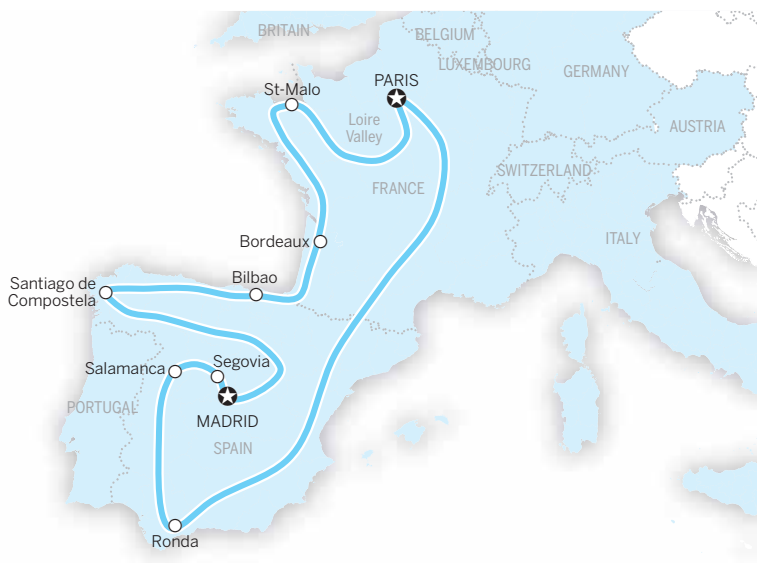 BRITAIN
BELGIUM
LUXEMBOURG
GERMANY
PARIS
St-Malo
Loire
Valley
AUSTRIA
SWITZERLAND
FRANCE
ITALY
Bordeaux
Bilbao
Santiago de
Compostela
Segovia
Salamanca
MADRID
PORTUGAL
SPAIN
Ronda